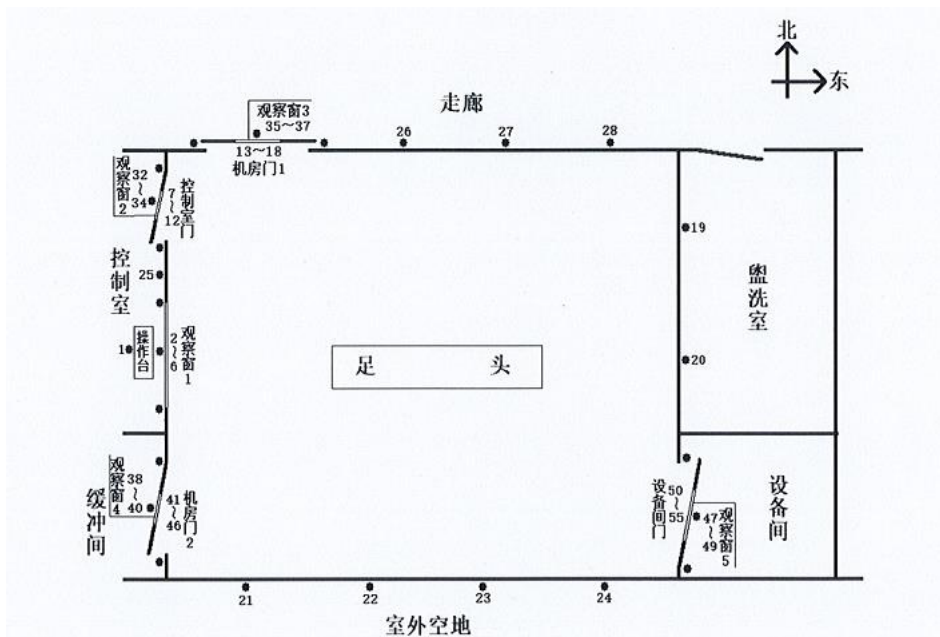 北
东
走廊
观察窗3
35～37
26
27
28
13～18
机房门1
观察窗2
32～34
7～12
控制室门
19
控制室
25
盥洗室
1
操作台
2～6
观察窗1
足 头
20
观察窗4
38～40
缓冲间
41～46
机房门2
设备间门
50～55
47～49
观察窗5
设备间
21
22
23
24
室外空地